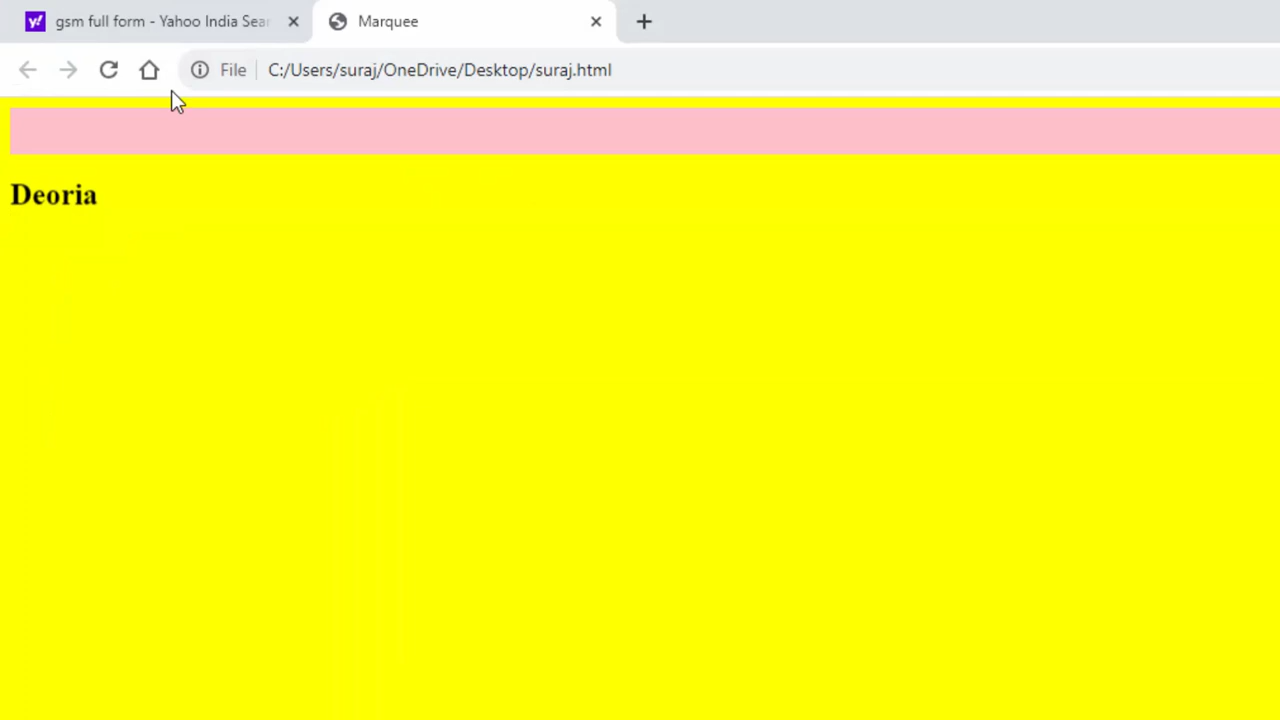 gsm full form - Yahoo India Sear
Marquee
File C:/Users/suraj/OneDrive/Desktop/suraj.html
Deoria